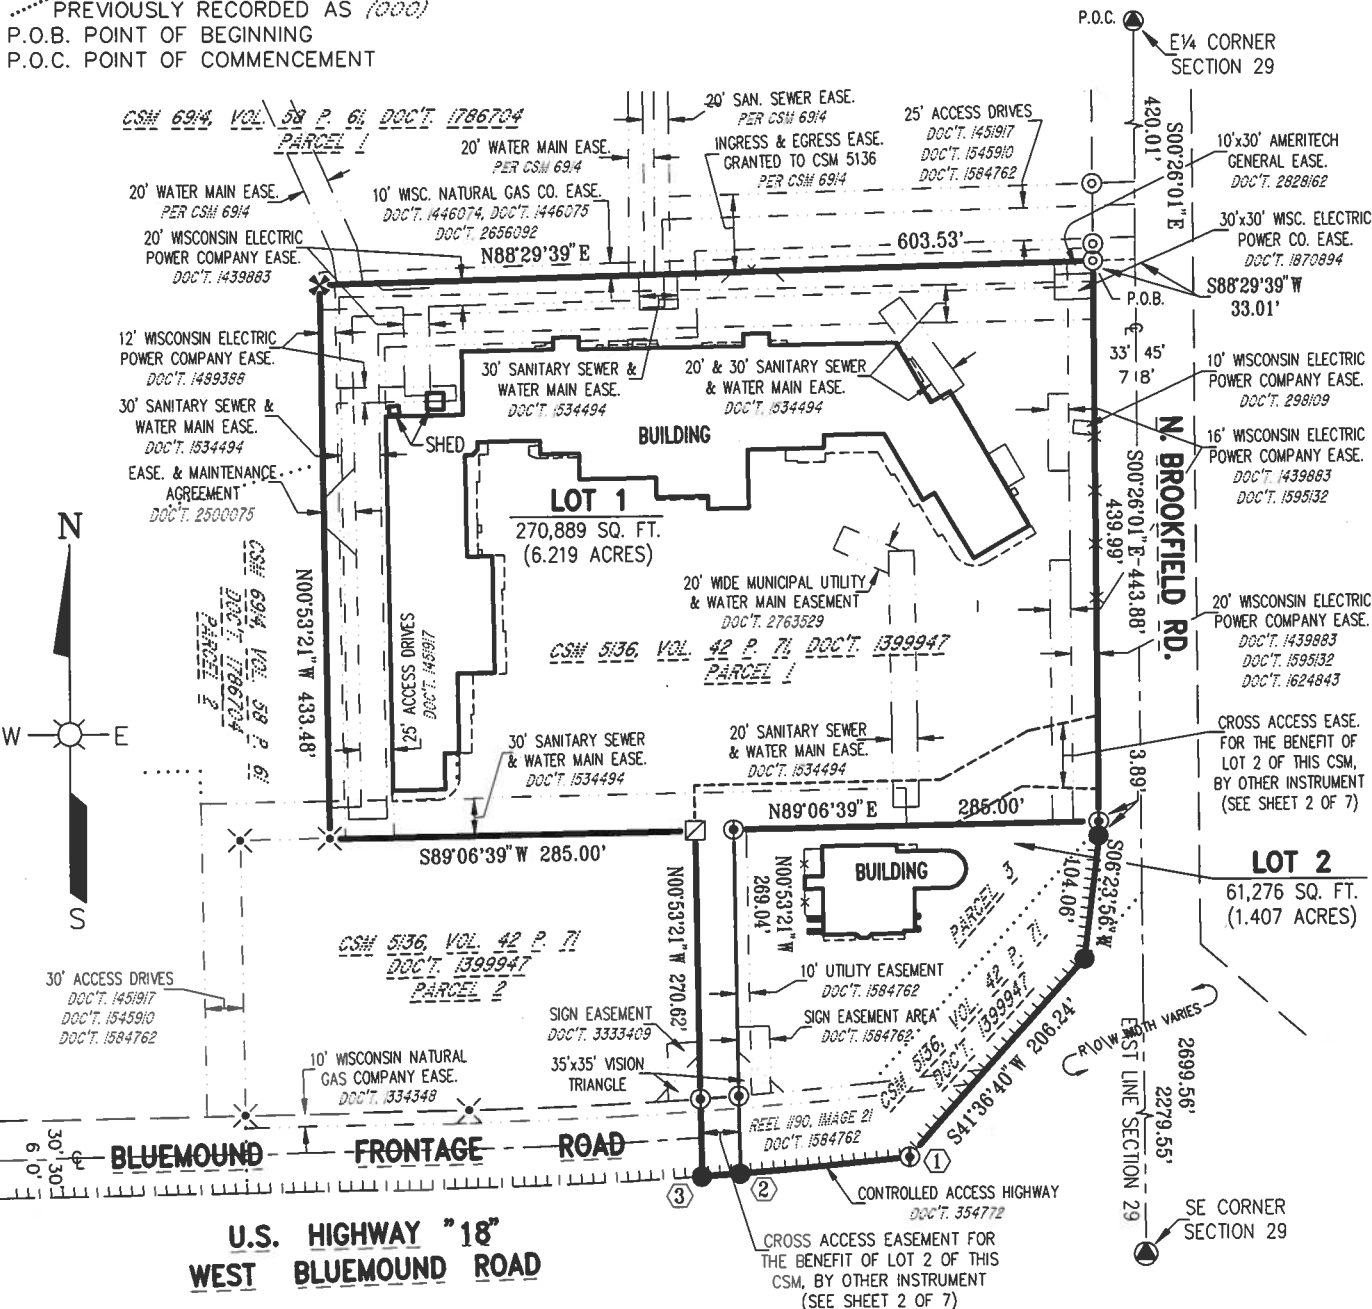 PREVIOUSLY RECORDED AS (000)
P.O.B. POINT OF BEGINNING
P.O.C. POINT OF COMMENCEMENT
P.O.C.
E1/4 CORNER
SECTION 29
CSM 6914, VOL. 58 P. 61, DOC'T. 1786704
PARCEL 1
20' SAN. SEWER EASE.
PER CSM 6914
20' WATER MAIN EASE.
PER CSM 6914
INGRESS & EGRESS EASE.
GRANTED TO CSM 5136
PER CSM 6914
25' ACCESS DRIVES
DOC'T. 1451917
DOC'T. 1545910
DOC'T. 1584762
420.01'
S00°26'01"E
10'x30' AMERITECH
GENERAL EASE.
DOC'T. 2828162
20' WATER MAIN EASE.
PER CSM 6914
10' WISC. NATURAL GAS CO. EASE.
DOC'T. 1446074, DOC'T. 1446075
DOC'T. 2656092
20' WISCONSIN ELECTRIC
POWER COMPANY EASE.
DOC'T. 1439883
30'x30' WISC. ELECTRIC
POWER CO. EASE.
DOC'T. 1870894
N88°29'39"E
603.53'
S88°29'39"W
33.01'
P.O.B.
33' 45'
7 8'
12' WISCONSIN ELECTRIC
POWER COMPANY EASE.
DOC'T. 1489388
30' SANITARY SEWER &
WATER MAIN EASE.
DOC'T. 1534494
EASE. & MAINTENANCE
AGREEMENT
DOC'T. 2500075
SHED
30' SANITARY SEWER &
WATER MAIN EASE.
DOC'T. 1534494
20' & 30' SANITARY SEWER
& WATER MAIN EASE.
DOC'T. 1534494
BUILDING
10' WISCONSIN ELECTRIC
POWER COMPANY EASE.
DOC'T. 298109
16' WISCONSIN ELECTRIC
POWER COMPANY EASE.
DOC'T. 1439883
DOC'T. 1595132
N. BROOKFIELD RD.
S00°26'01"E 443.88'
439.99'
LOT 1
270,889 SQ. FT.
(6.219 ACRES)
N
W
E
S
CSM 6914, VOL. 58 P. 61
DOC'T. 1786704
PARCEL 2
N00°53'21"W 433.48'
25' ACCESS DRIVES
DOC'T. 1451917
20' WIDE MUNICIPAL UTILITY
& WATER MAIN EASEMENT
DOC'T. 2763529
CSM 5136, VOL. 42 P. 71, DOC'T. 1399947
PARCEL 1
20' WISCONSIN ELECTRIC
POWER COMPANY EASE.
DOC'T. 1439883
DOC'T. 1595132
DOC'T. 1624843
30' SANITARY SEWER
& WATER MAIN EASE.
DOC'T. 1534494
20' SANITARY SEWER
& WATER MAIN EASE.
DOC'T. 1534494
3.89'
CROSS ACCESS EASE.
FOR THE BENEFIT OF
LOT 2 OF THIS CSM,
BY OTHER INSTRUMENT
(SEE SHEET 2 OF 7)
N89°06'39"E 285.00'
S89°06'39"W 285.00'
BUILDING
LOT 2
61,276 SQ. FT.
(1.407 ACRES)
S06°23'56"W
104.06'
N00°53'21"W
269.04'
N00°53'21"W 270.62'
PARCEL 3
CSM 5136, VOL. 42 P. 71
DOC'T. 1399947
CSM 5136, VOL. 42 P. 71
DOC'T. 1399947
PARCEL 2
30' ACCESS DRIVES
DOC'T. 1451917
DOC'T. 1545910
DOC'T. 1584762
10' UTILITY EASEMENT
DOC'T. 1584762
SIGN EASEMENT
DOC'T. 3333409
SIGN EASEMENT AREA
DOC'T. 1584762
35'x35' VISION
TRIANGLE
10' WISCONSIN NATURAL
GAS COMPANY EASE.
DOC'T. 1334348
S41°36'40"W 206.24'
R\O\W WIDTH VARIES
EAST LINE SECTION 29
2699.56'
2279.55'
REEL 1190, IMAGE 21
DOC'T. 1584762
30' 30'
6 0'
BLUEMOUND FRONTAGE ROAD
1
2
3
CONTROLLED ACCESS HIGHWAY
DOC'T. 354772
SE CORNER
SECTION 29
U.S. HIGHWAY "18"
WEST BLUEMOUND ROAD
CROSS ACCESS EASEMENT FOR
THE BENEFIT OF LOT 2 OF THIS
CSM, BY OTHER INSTRUMENT
(SEE SHEET 2 OF 7)